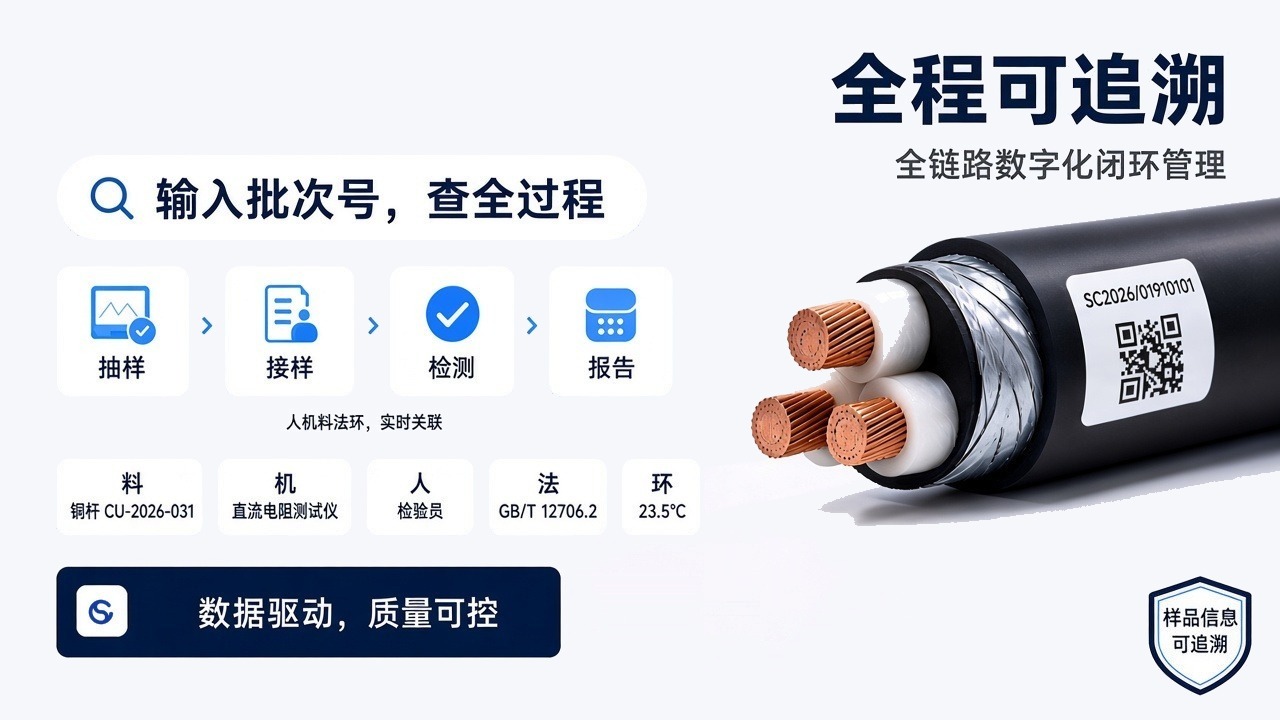 全程可追溯
全链路数字化闭环管理
输入批次号，查全过程
抽样
接样
检测
报告
人机料法环，实时关联
料
铜杆 CU-2026-031
机
直流电阻测试仪
人
检验员
法
GB/T 12706.2
环
23.5℃
数据驱动，质量可控
SC2026/01910101
样品信息
可追溯